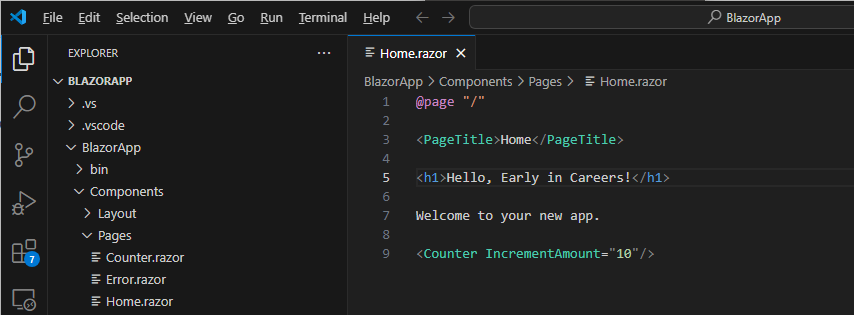 File Edit Selection View Go Run Terminal Help BlazorApp
EXPLORER ···
BLAZORAPP
.vs
.vscode
BlazorApp
bin
Components
Layout
Pages
Counter.razor
Error.razor
Home.razor
7
Home.razor
BlazorApp > Components > Pages > Home.razor
1 @page "/"
2
3 <PageTitle>Home</PageTitle>
4
5 <h1>Hello, Early in Careers!</h1>
6
7 Welcome to your new app.
8
9 <Counter IncrementAmount="10"/>